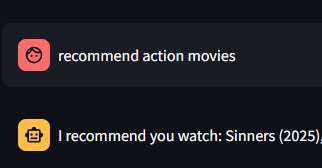 recommend action movies
I recommend you watch: Sinners (2025),